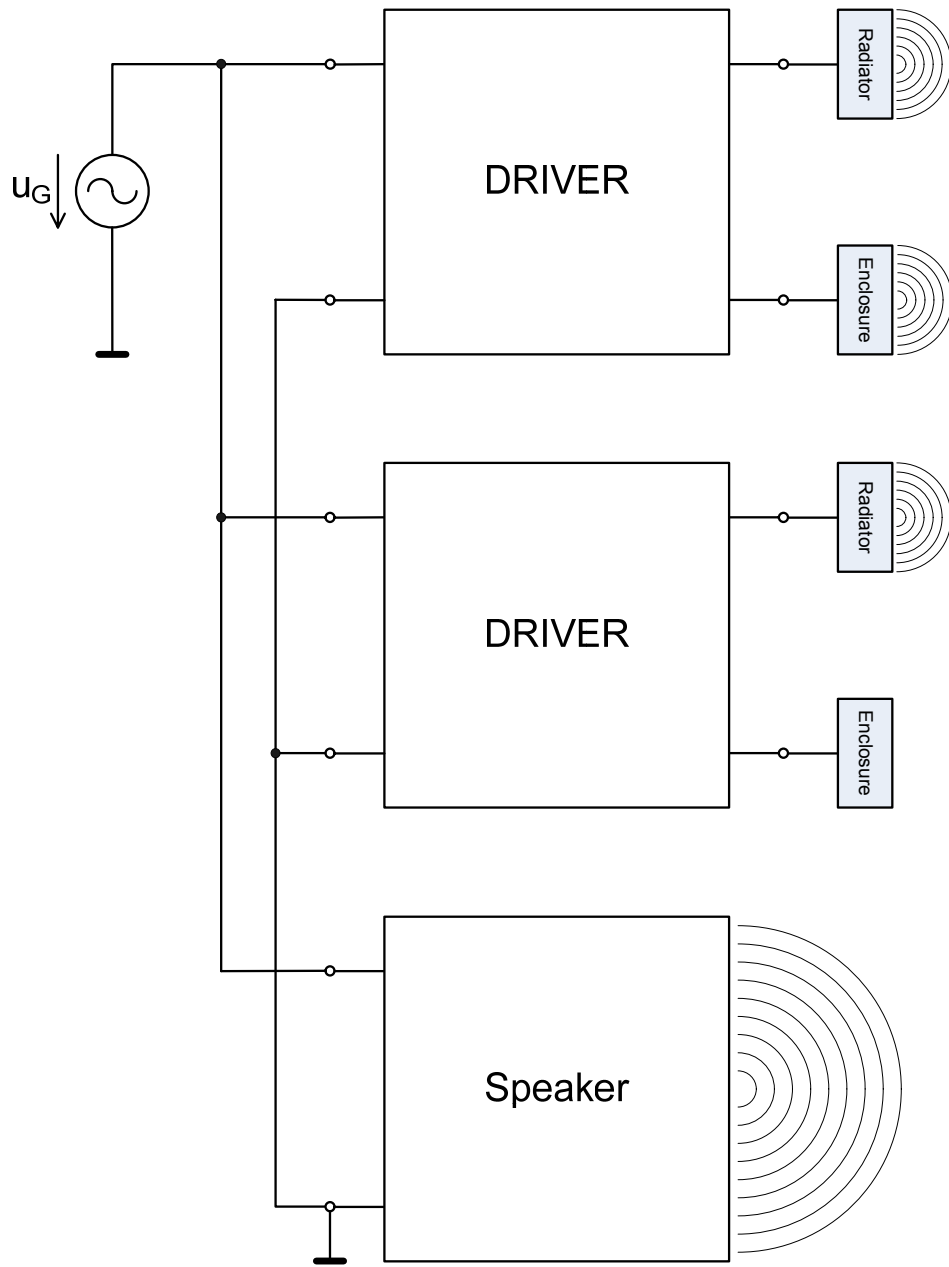 Radiator
u_G
DRIVER
Enclosure
Radiator
DRIVER
Enclosure
Speaker